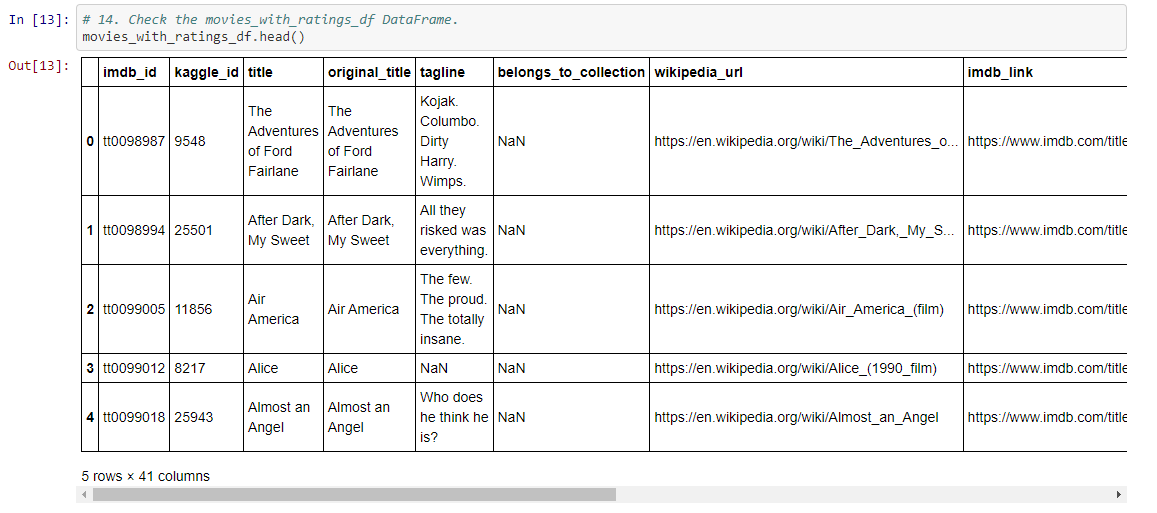 In [13]:
# 14. Check the movies_with_ratings_df DataFrame.
movies_with_ratings_df.head()
Out[13]:
imdb_id kaggle_id title original_title tagline belongs_to_collection wikipedia_url imdb_link
0 tt0098987 9548 The Adventures of Ford Fairlane The Adventures of Ford Fairlane Kojak. Columbo. Dirty Harry. Wimps. NaN https://en.wikipedia.org/wiki/The_Adventures_o... https://www.imdb.com/title
1 tt0098994 25501 After Dark, My Sweet After Dark, My Sweet All they risked was everything. NaN https://en.wikipedia.org/wiki/After_Dark,_My_S... https://www.imdb.com/title
2 tt0099005 11856 Air America Air America The few. The proud. The totally insane. NaN https://en.wikipedia.org/wiki/Air_America_(film) https://www.imdb.com/title
3 tt0099012 8217 Alice Alice NaN NaN https://en.wikipedia.org/wiki/Alice_(1990_film) https://www.imdb.com/title
4 tt0099018 25943 Almost an Angel Almost an Angel Who does he think he is? NaN https://en.wikipedia.org/wiki/Almost_an_Angel https://www.imdb.com/title
5 rows × 41 columns